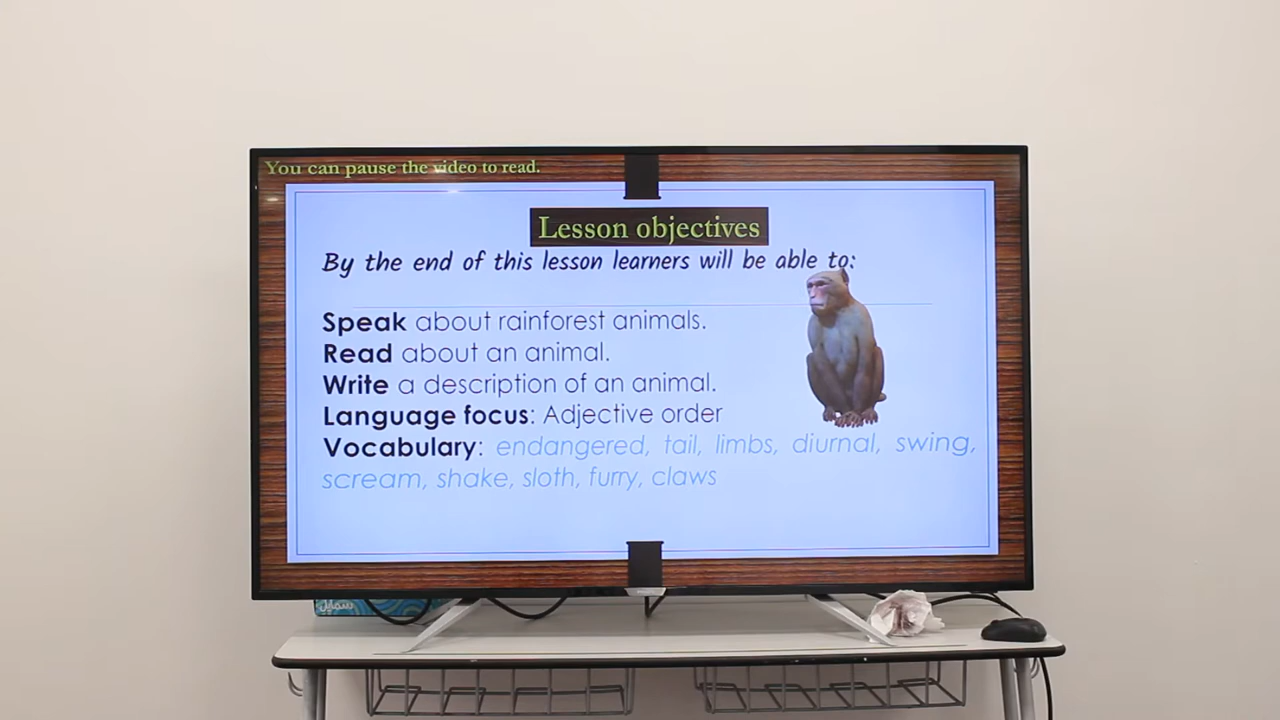 You can pause the video to read.
Lesson objectives
By the end of this lesson learners will be able to:
Speak about rainforest animals.
Read about an animal.
Write a description of an animal.
Language focus: Adjective order
Vocabulary: endangered, tail, limbs, diurnal, swing,
scream, shake, sloth, furry, claws